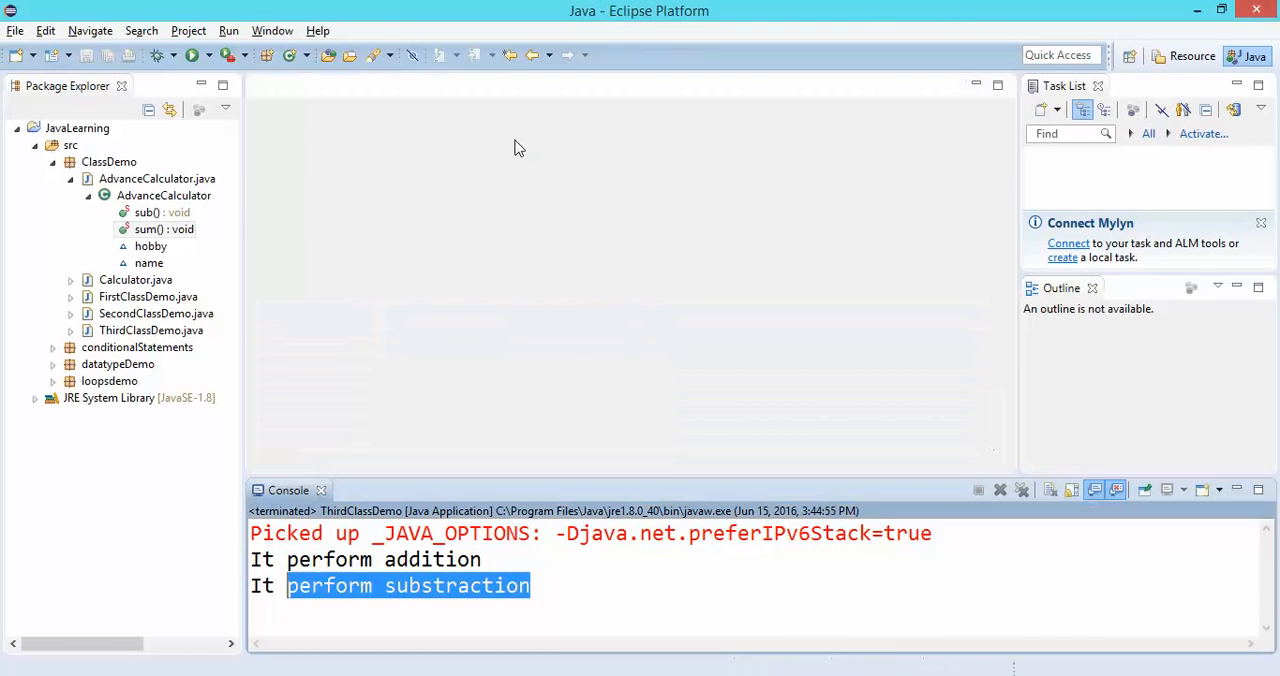 Java - Eclipse Platform
File Edit Navigate Search Project Run Window Help
Quick Access Resource Java
Package Explorer
JavaLearning
src
ClassDemo
AdvanceCalculator.java
AdvanceCalculator
sub() : void
sum() : void
hobby
name
Calculator.java
FirstClassDemo.java
SecondClassDemo.java
ThirdClassDemo.java
conditionalStatements
datatypeDemo
loopsdemo
JRE System Library [JavaSE-1.8]
Task List
Find All Activate...
Connect Mylyn
Connect to your task and ALM tools or
create a local task.
Outline
An outline is not available.
Console
<terminated> ThirdClassDemo [Java Application] C:\Program Files\Java\jre1.8.0_40\bin\javaw.exe (Jun 15, 2016, 3:44:55 PM)
Picked up _JAVA_OPTIONS: -Djava.net.preferIPv6Stack=true
It perform addition
It perform substraction